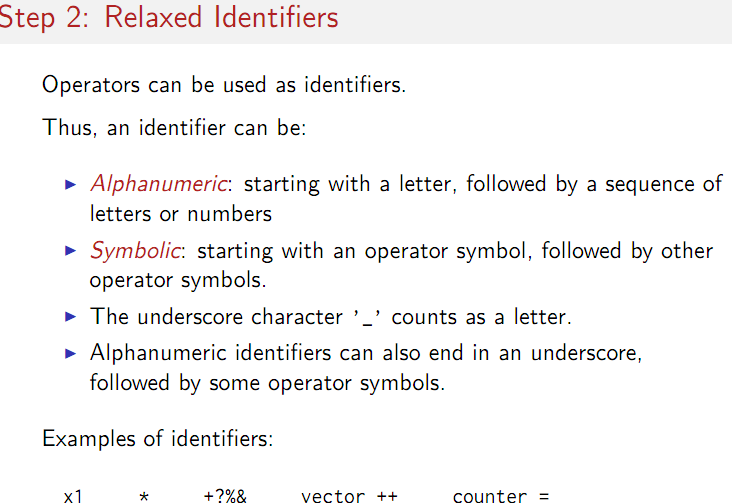 Step 2: Relaxed Identifiers
Operators can be used as identifiers.
Thus, an identifier can be:
▶ Alphanumeric: starting with a letter, followed by a sequence of
letters or numbers
▶ Symbolic: starting with an operator symbol, followed by other
operator symbols.
▶ The underscore character ’_’ counts as a letter.
▶ Alphanumeric identifiers can also end in an underscore,
followed by some operator symbols.
Examples of identifiers:
x1 * +?%& vector ++ counter =